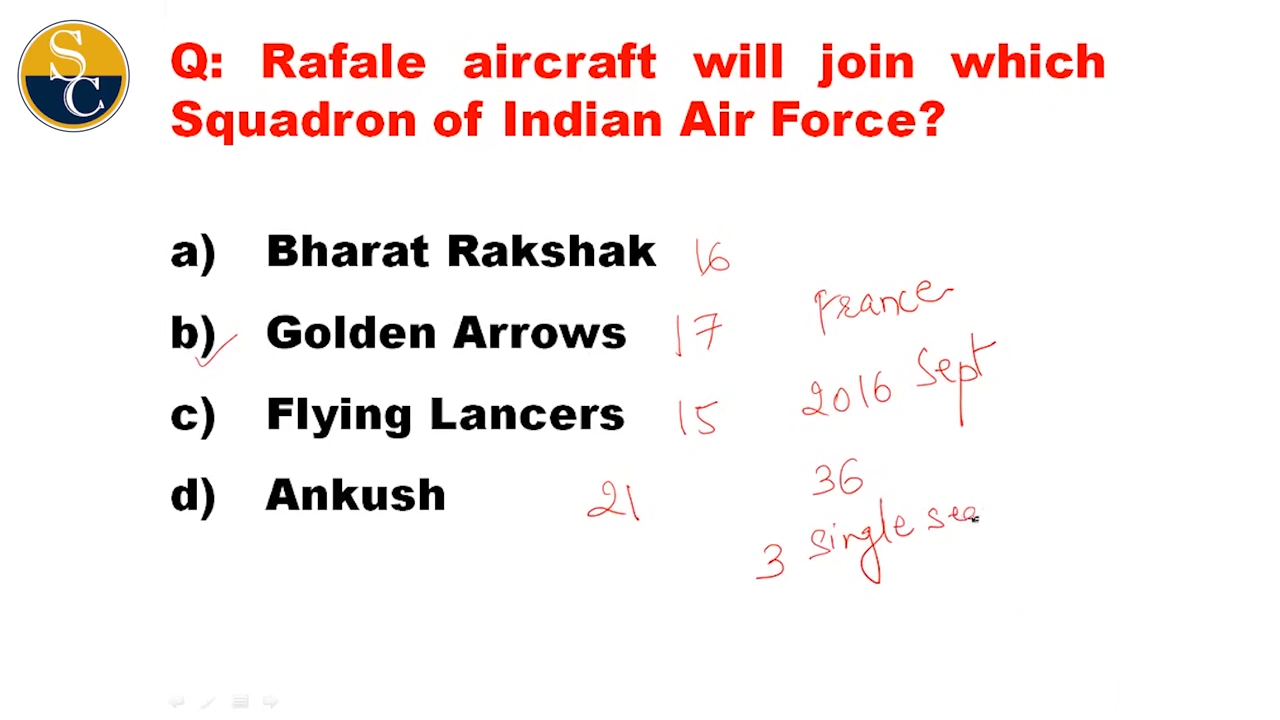 SC
Q: Rafale aircraft will join which
Squadron of Indian Air Force?
a) Bharat Rakshak 16
b) Golden Arrows 17
c) Flying Lancers 15
d) Ankush 21
France
2016 Sept
36
3 single sea